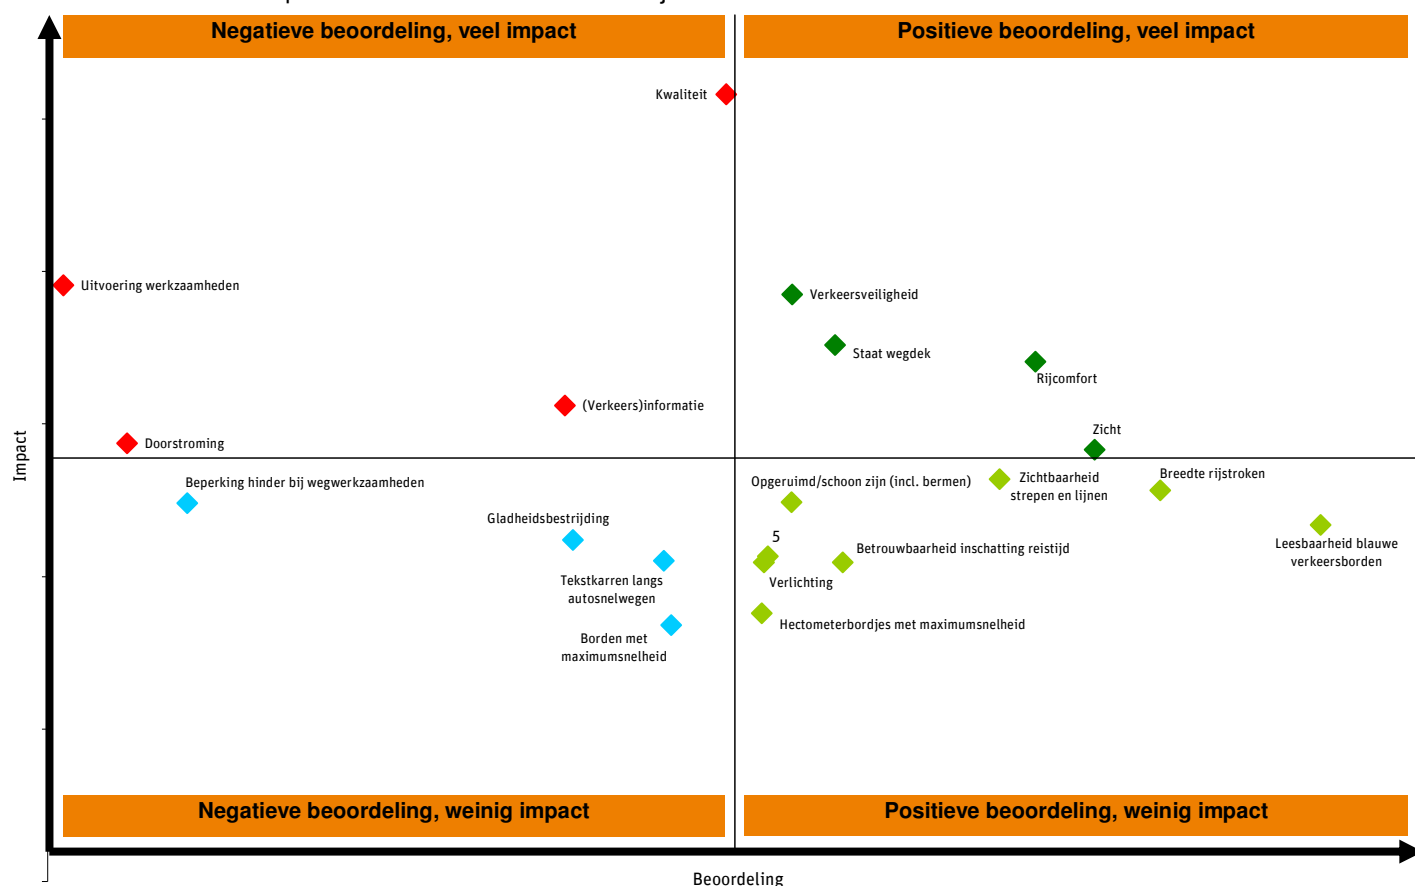 Negatieve beoordeling, veel impact
Positieve beoordeling, veel impact
Kwaliteit
Uitvoering werkzaamheden
Verkeersveiligheid
Staat wegdek
Rijcomfort
(Verkeers)informatie
Doorstroming
Zicht
Impact
Beperking hinder bij wegwerkzaamheden
Opgeruimd/schoon zijn (incl. bermen)
Zichtbaarheid
strepen en lijnen
Breedte rijstroken
Gladheidsbestrijding
5
Betrouwbaarheid inschatting reistijd
Leesbaarheid blauwe
verkeersborden
Tekstkarren langs
autosnelwegen
Verlichting
Hectometerbordjes met maximumsnelheid
Borden met
maximumsnelheid
Negatieve beoordeling, weinig impact
Positieve beoordeling, weinig impact
Beoordeling